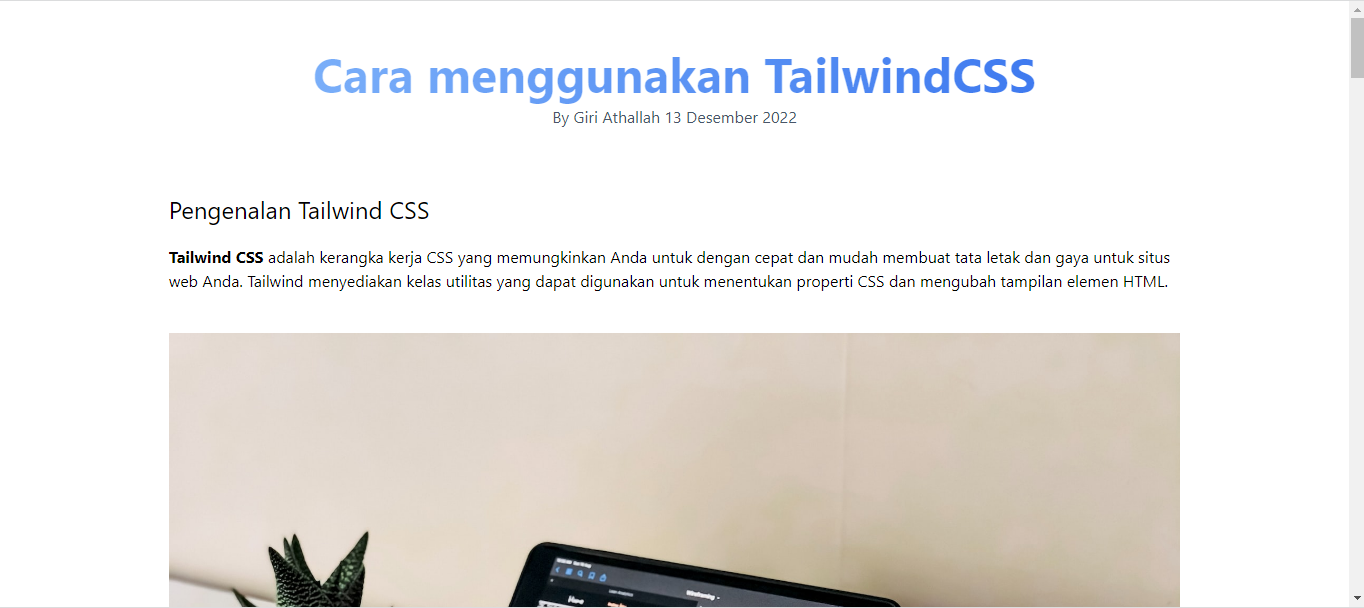 Cara menggunakan TailwindCSS
By Giri Athallah 13 Desember 2022
Pengenalan Tailwind CSS
Tailwind CSS adalah kerangka kerja CSS yang memungkinkan Anda untuk dengan cepat dan mudah membuat tata letak dan gaya untuk situs
web Anda. Tailwind menyediakan kelas utilitas yang dapat digunakan untuk menentukan properti CSS dan mengubah tampilan elemen HTML.
Wireframing
Home